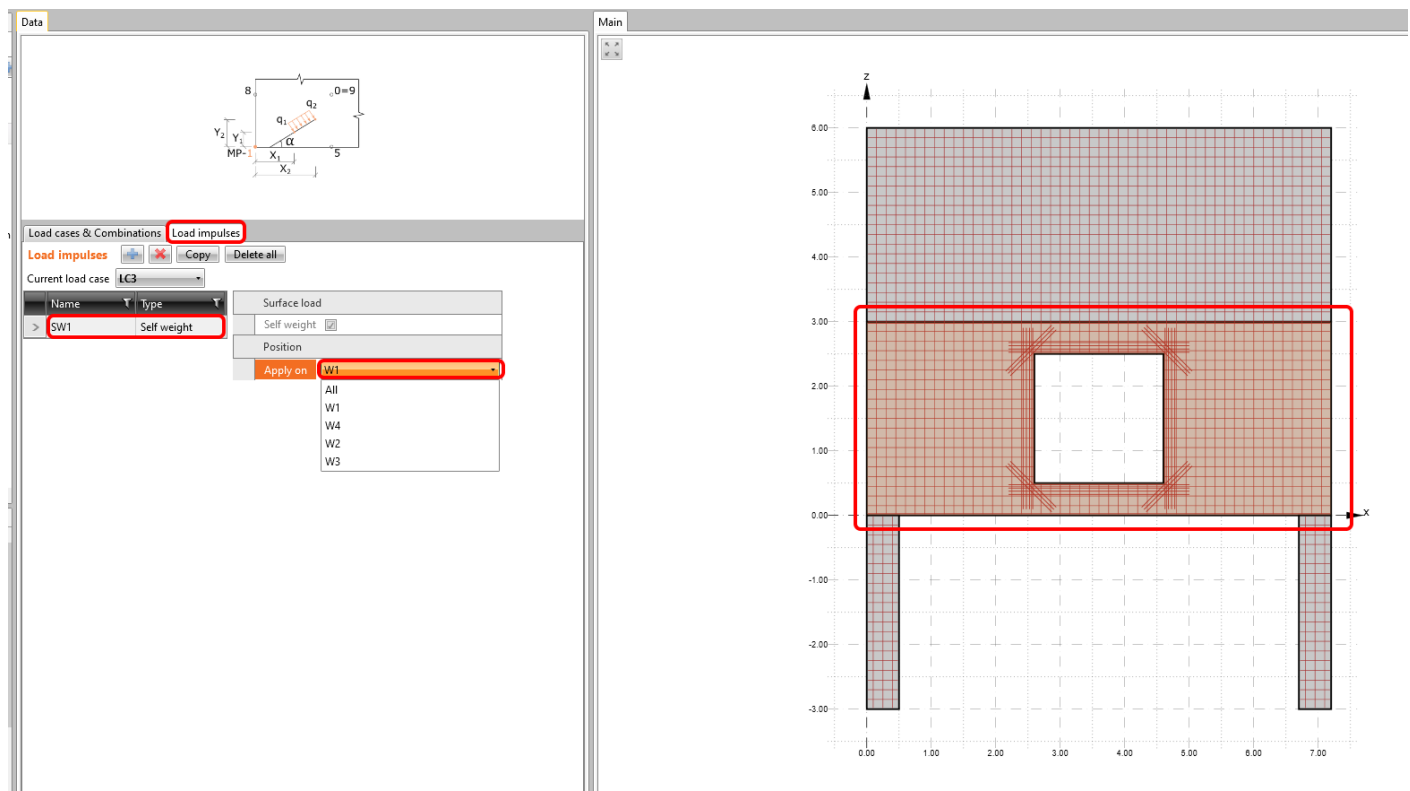 Data
Main
8
0=9
q2
q1
Y2
Y1
α
MP-1
X1
5
X2
Load cases & Combinations
Load impulses
Load impulses
Copy
Delete all
Current load case
LC3
Name
Type
SW1
Self weight
Surface load
Self weight
Position
Apply on
W1
All
W1
W4
W2
W3
z
6.00
5.00
4.00
3.00
2.00
1.00
0.00
x
-1.00
-2.00
-3.00
0.00 1.00 2.00 3.00 4.00 5.00 6.00 7.00